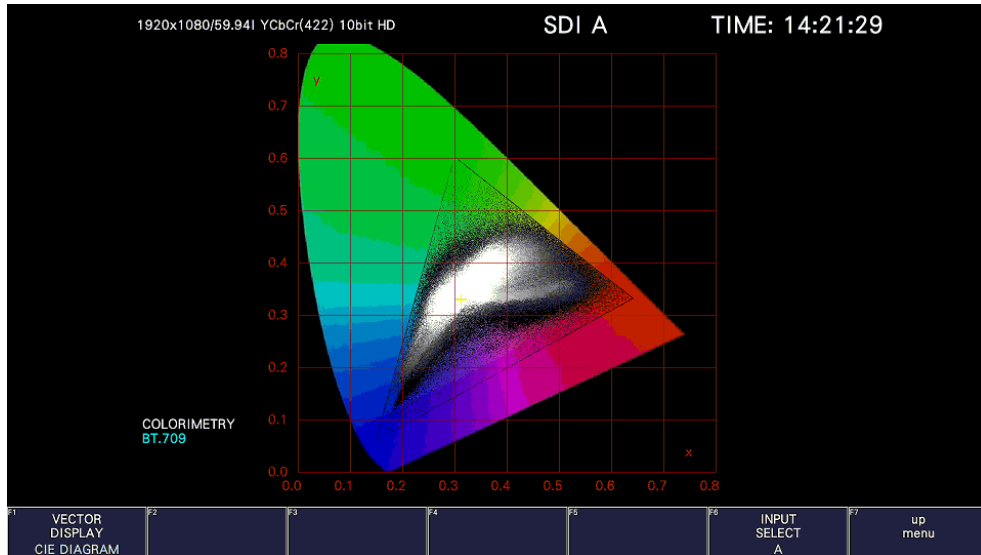 1920x1080/59.94I YCbCr(422) 10bit HD
SDI A
TIME: 14:21:29
0.8
y
0.7
0.6
0.5
0.4
0.3
0.2
0.1
0.0
x
0.0 0.1 0.2 0.3 0.4 0.5 0.6 0.7 0.8
COLORIMETRY
BT.709
F1
VECTOR
DISPLAY
CIE DIAGRAM
F2
F3
F4
F5
F6
INPUT
SELECT
A
F7
up
menu